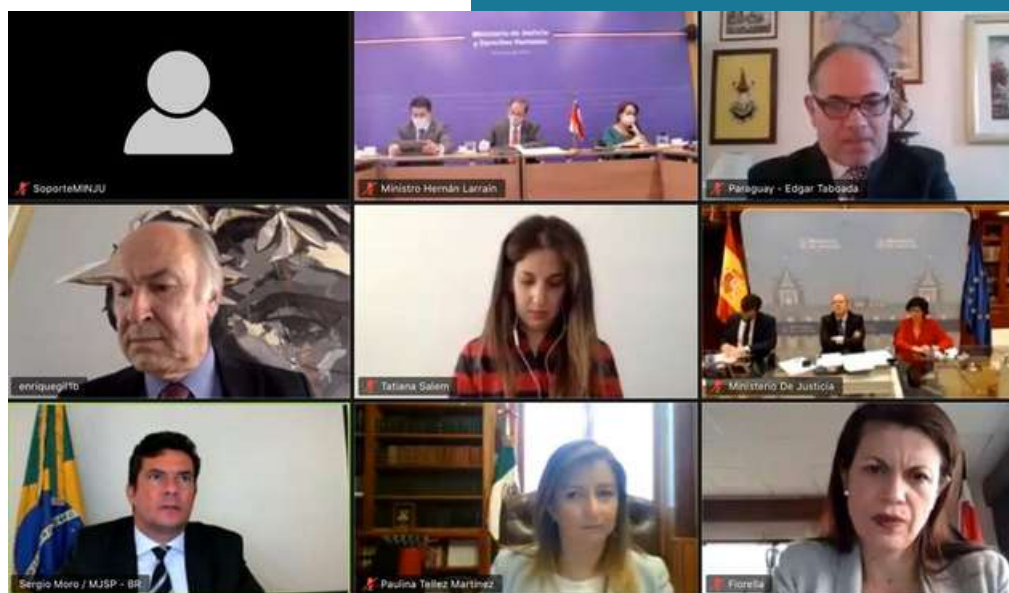 SoporteMINJU
Ministerio de Justicia
y Derechos Humanos
Ministro Hernán Larraín
Paraguay - Edgar Taboada
enriquegil1b
Tatiana Salem
Ministerio De Justicia
Sergio Moro / MJSP - BR
Paulina Tellez Martínez
Fiorella